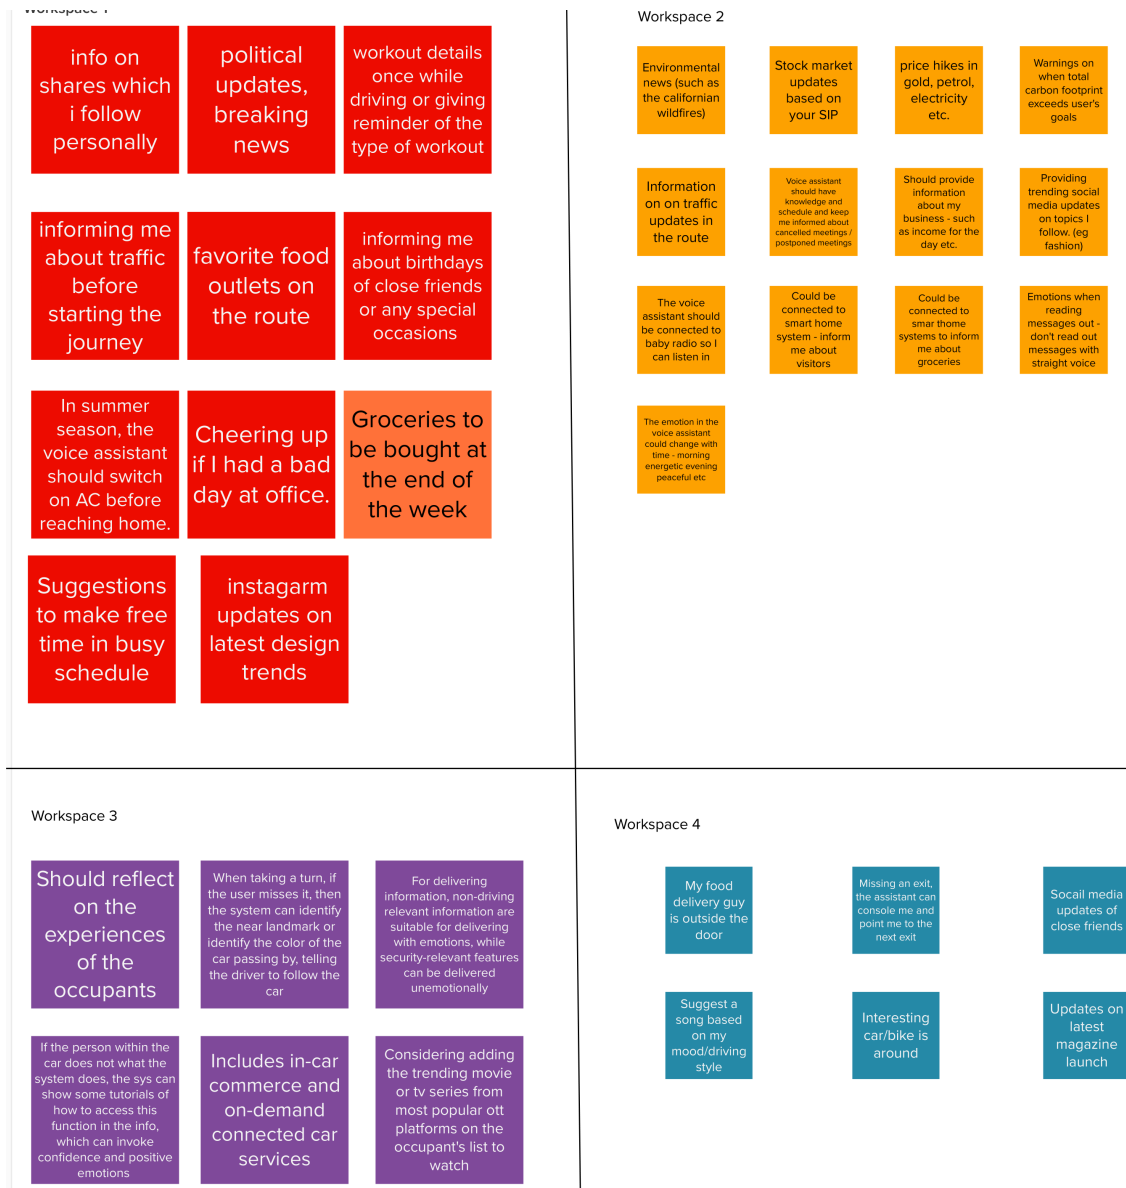 Workspace 1
info on
shares which
i follow
personally
political
updates,
breaking
news
workout details
once while
driving or giving
reminder of the
type of workout
informing me
about traffic
before
starting the
journey
favorite food
outlets on
the route
informing me
about birthdays
of close friends
or any special
occasions
In summer
season, the
voice assistant
should switch
on AC before
reaching home.
Cheering up
if I had a bad
day at office.
Groceries to
be bought at
the end of
the week
Suggestions
to make free
time in busy
schedule
instagarm
updates on
latest design
trends
Workspace 2
Environmental
news (such as
the californian
wildfires)
Stock market
updates
based on
your SIP
price hikes in
gold, petrol,
electricity
etc.
Warnings on
when total
carbon footprint
exceeds user's
goals
Information
on on traffic
updates in
the route
Voice assistant
should have
knowledge and
schedule and keep
me informed about
cancelled meetings /
postponed meetings
Should provide
information
about my
business - such
as income for the
day etc.
Providing
trending social
media updates
on topics I
follow. (eg
fashion)
The voice
assistant should
be connected to
baby radio so I
can listen in
Could be
connected to
smart home
system - inform
me about
visitors
Could be
connected to
smar thome
systems to inform
me about
groceries
Emotions when
reading
messages out -
don't read out
messages with
straight voice
The emotion in the
voice assistant
could change with
time - morning
energetic evening
peaceful etc
Workspace 3
Should reflect
on the
experiences
of the
occupants
When taking a turn, if
the user misses it, then
the system can identify
the near landmark or
identify the color of the
car passing by, telling
the driver to follow the
car
For delivering
information, non-driving
relevant information are
suitable for delivering
with emotions, while
security-relevant features
can be delivered
unemotionally
If the person within the
car does not what the
system does, the sys can
show some tutorials of
how to access this
function in the info,
which can invoke
confidence and positive
emotions
Includes in-car
commerce and
on-demand
connected car
services
Considering adding
the trending movie
or tv series from
most popular ott
platforms on the
occupant's list to
watch
Workspace 4
My food
delivery guy
is outside the
door
Missing an exit,
the assistant can
console me and
point me to the
next exit
Socail media
updates of
close friends
Suggest a
song based
on my
mood/driving
style
Interesting
car/bike is
around
Updates on
latest
magazine
launch